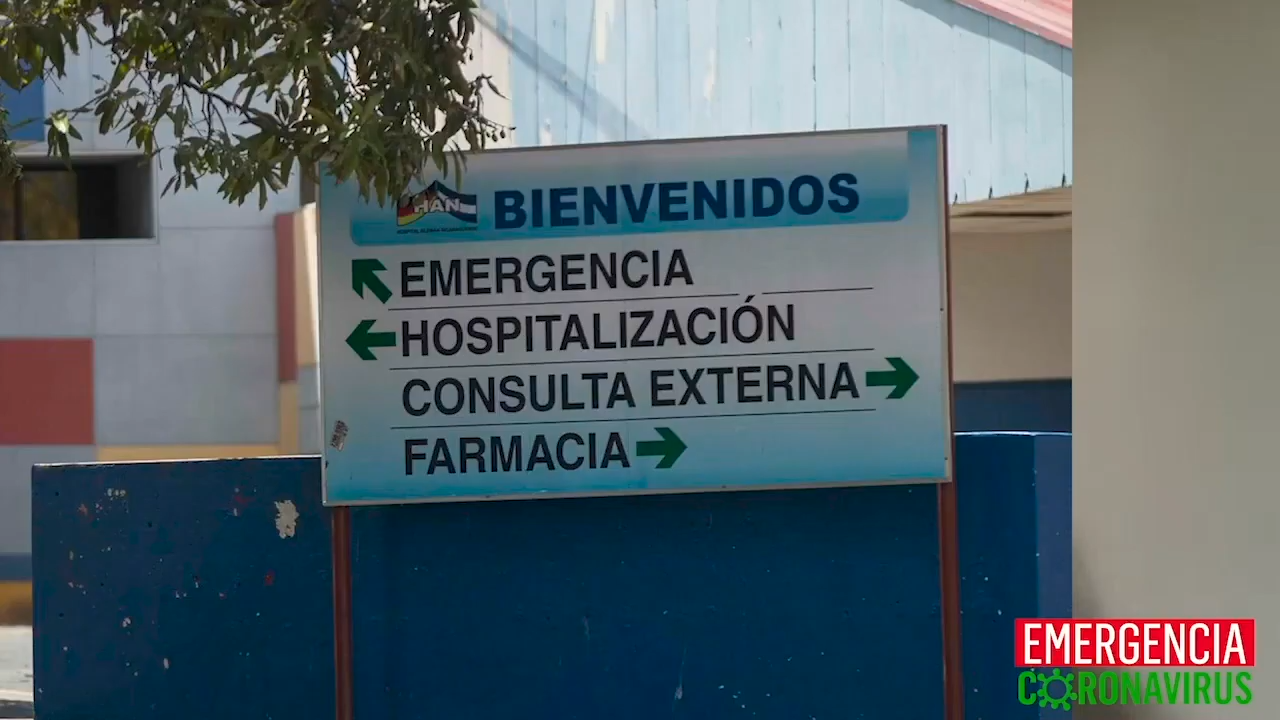 HAN
BIENVENIDOS
EMERGENCIA
HOSPITALIZACIÓN
CONSULTA EXTERNA
FARMACIA
EMERGENCIA
CORONAVIRUS